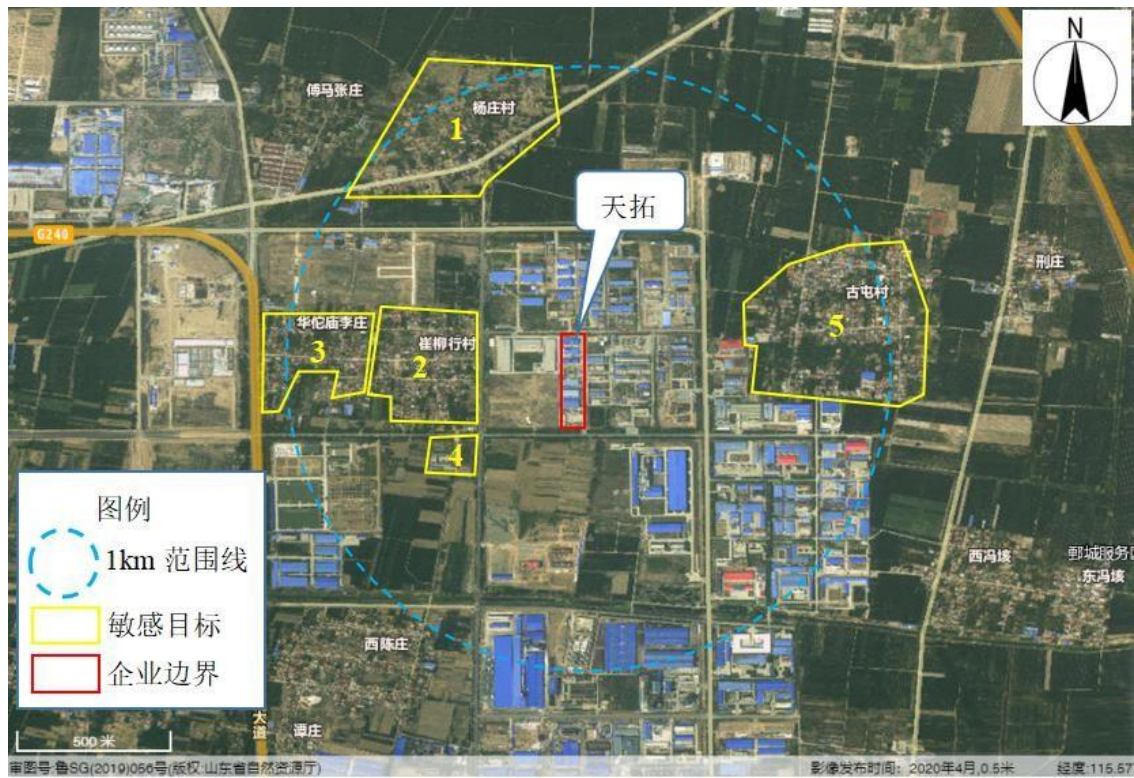 N
傅马张庄
杨庄村
1
天拓
G240
古屯村
5
刑庄
华佗庙李庄
3
崔柳行村
2
4
图例
1km 范围线
敏感目标
企业边界
西冯垓
鄄城服务区
东冯垓
西陈庄
谭庄
大道
500 米
审图号:鲁SG(2019)056号(版权:山东省自然资源厅)
影像发布时间：2020年4月,0.5米
经度:115.57